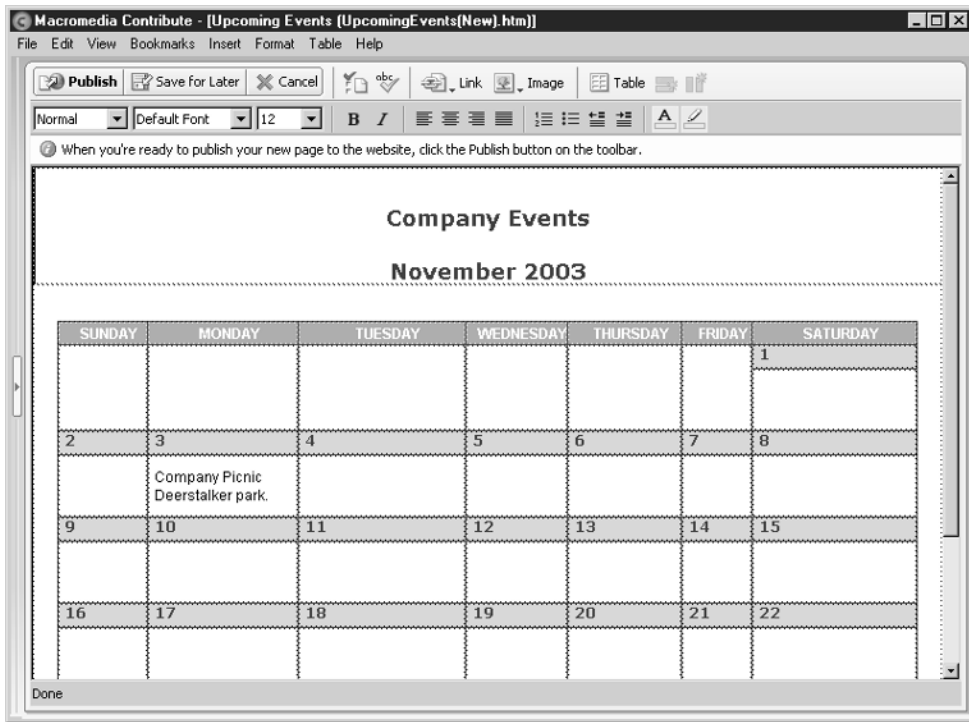 Macromedia Contribute - [Upcoming Events (UpcomingEvents(New).htm)]
File Edit View Bookmarks Insert Format Table Help
Publish Save for Later Cancel abc Link Image Table
Normal Default Font 12 B I A
When you're ready to publish your new page to the website, click the Publish button on the toolbar.
Company Events
November 2003
SUNDAY MONDAY TUESDAY WEDNESDAY THURSDAY FRIDAY SATURDAY
1
2 3 4 5 6 7 8
Company Picnic
Deerstalker park.
9 10 11 12 13 14 15
16 17 18 19 20 21 22
Done